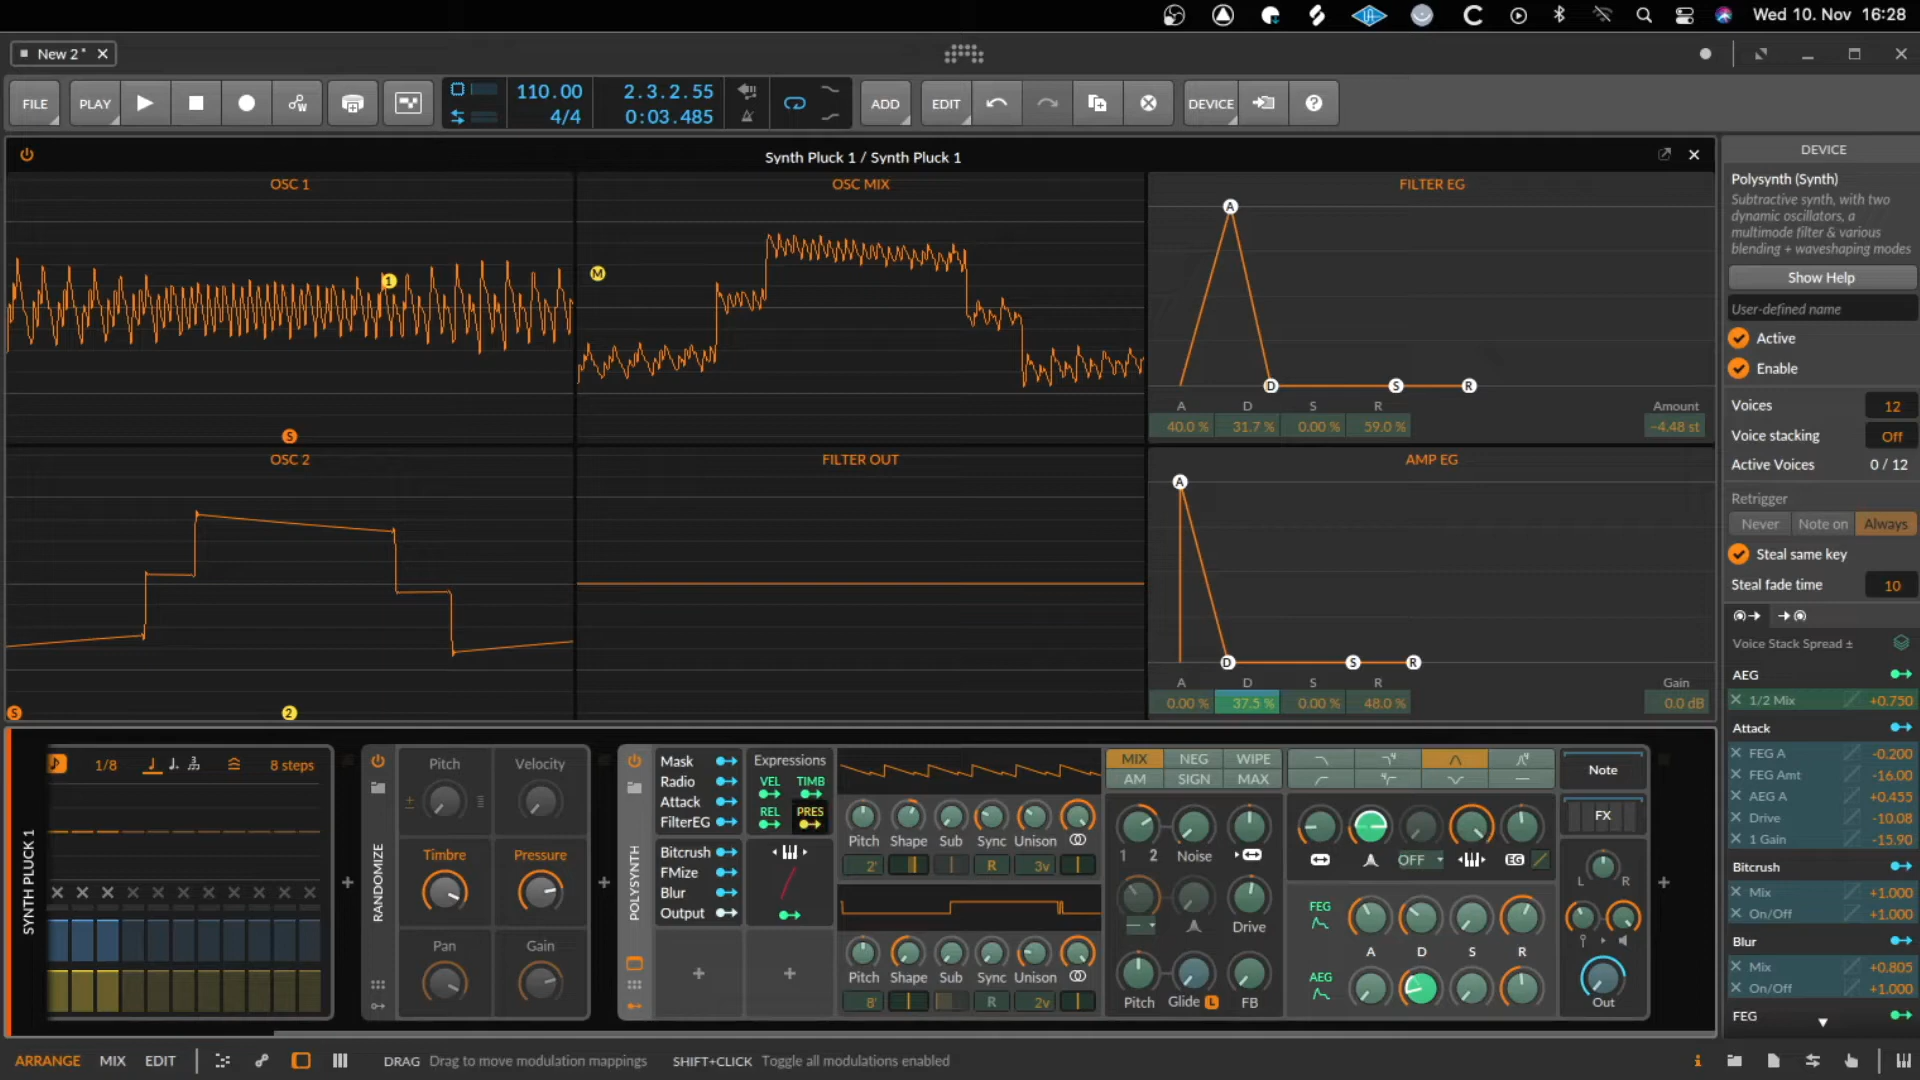 Wed 10. Nov 16:28
New 2*
FILE PLAY 110.00 4/4 2.3.2.55 0:03.485 ADD EDIT DEVICE ?
Synth Pluck 1 / Synth Pluck 1
OSC 1
OSC MIX
FILTER EG
1
M
S
A
D S R
A D S R Amount
40.0 % 31.7 % 0.00 % 59.0 % -4.48 st
OSC 2
FILTER OUT
AMP EG
S
2
A
D S R
A D S R Gain
0.00 % 37.5 % 0.00 % 48.0 % 0.0 dB
DEVICE
Polysynth (Synth)
Subtractive synth, with two
dynamic oscillators, a
multimode filter & various
blending + waveshaping modes
Show Help
User-defined name
Active
Enable
Voices 12
Voice stacking Off
Active Voices 0 / 12
Retrigger
Never Note on Always
Steal same key
Steal fade time 10
Voice Stack Spread ±
AEG
1/2 Mix +0.750
Attack
FEG A -0.200
FEG Amt -16.00
AEG A +0.455
Drive -10.08
1 Gain -15.90
Bitcrush
Mix +1.000
On/Off +1.000
Blur
Mix +0.805
On/Off +1.000
FEG
SYNTH PLUCK 1
1/8 8 steps
RANDOMIZE
Pitch Velocity
Timbre Pressure
Pan Gain
POLYSYNTH
Mask
Radio
Attack
FilterEG
Bitcrush
FMize
Blur
Output
Expressions
VEL TIMB
REL PRES
Pitch Shape Sub Sync Unison
2' R 3v
Pitch Shape Sub Sync Unison
8' R 2v
MIX NEG WIPE
AM SIGN MAX
1 2 Noise
Drive
Pitch Glide L FB
OFF EG
FEG
A D S R
AEG
Note
FX
L R
Out
ARRANGE MIX EDIT DRAG Drag to move modulation mappings SHIFT+CLICK Toggle all modulations enabled